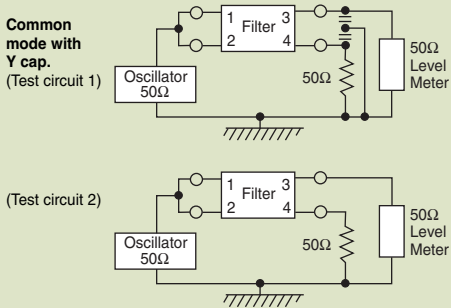 Common
mode with
Y cap.
(Test circuit 1)
1 Filter 3
2 4
Oscillator
50Ω
50Ω
50Ω
Level
Meter
(Test circuit 2)
1 Filter 3
2 4
Oscillator
50Ω
50Ω
50Ω
Level
Meter